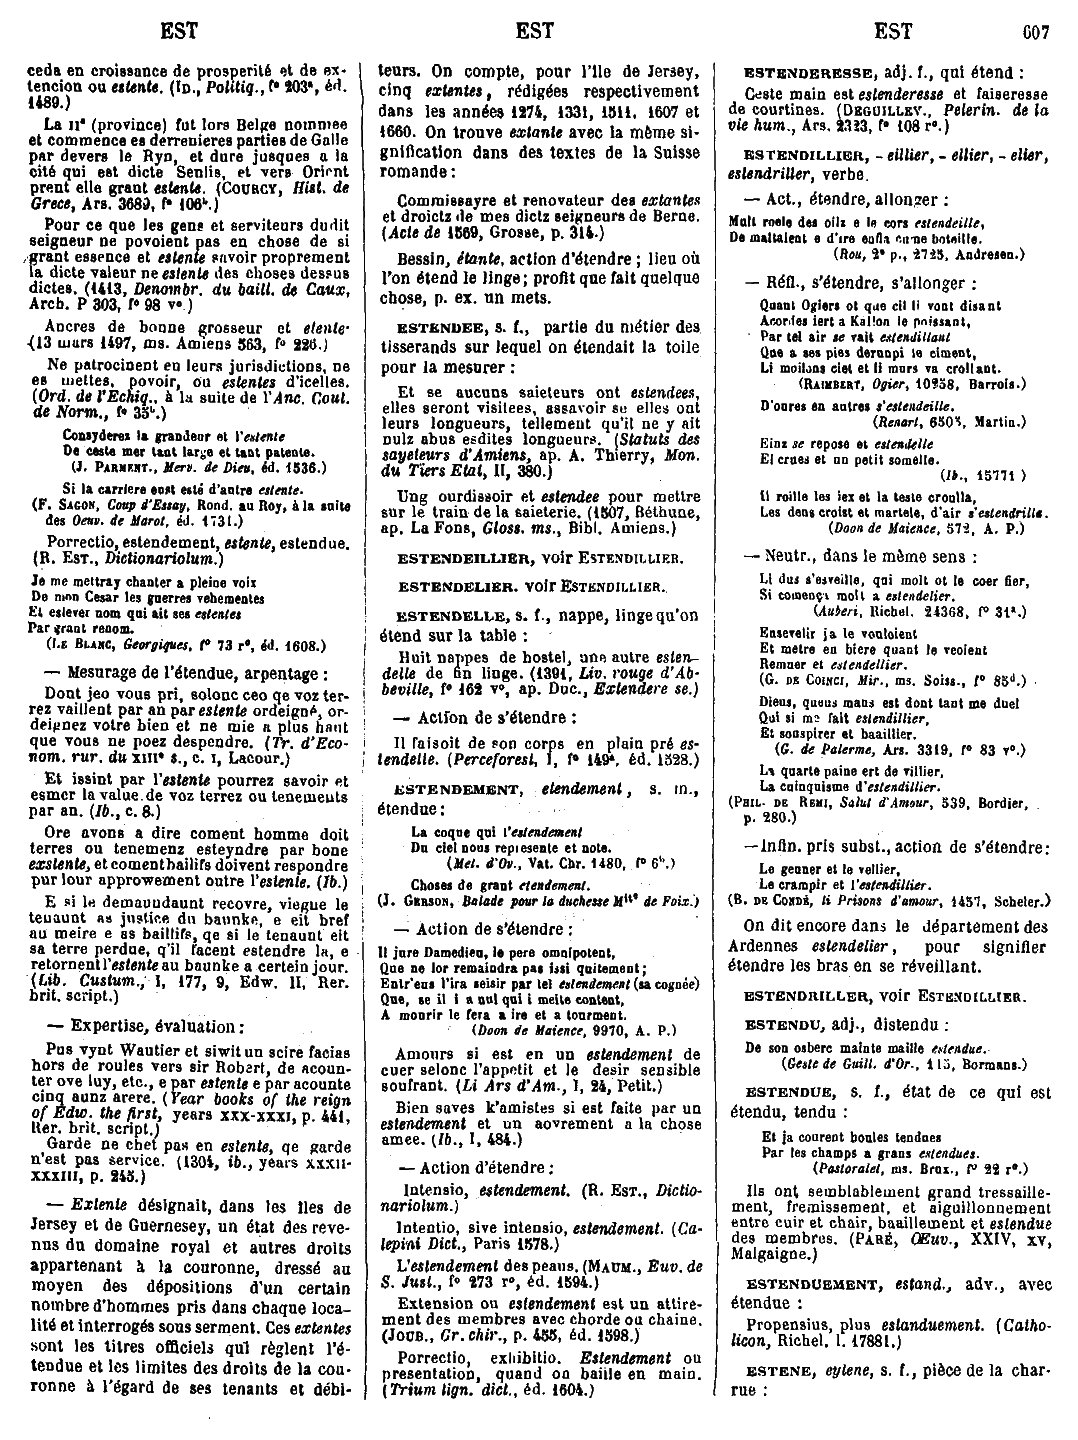 EST
EST
EST
607
ceda en croissance de prosperité et de ex-
tencion ou estente. (ID., Politiq., f° 203ª, éd.
1489.)
La IIe (province) fut lors Belge nommee
et commence es derrenieres parties de Galle
par devers le Ryn, et dure jusques a la
cité qui est dicte Senlis, et vers Orient
prent elle grant estente. (COURCY, Hist. de
Grece, Ars. 3689, f° 106b.)
Pour ce que les gens et serviteurs dudit
seigneur ne povoient pas en chose de si
grant essence et estente savoir proprement
la dicte valeur ne estente des choses dessus
dictes. (1413, Denombr. du baill. de Caux,
Arch. P 303, f° 98 v°.)
Ancres de bonne grosseur et etente.
(13 mars 1497, ms. Amiens 563, f° 226.)
Ne patrocinent en leurs jurisdictions, ne
es mettes, povoir, ou estentes d'icelles.
(Ord. de l'Echiq., à la suite de l'Anc. Cout.
de Norm., f° 35b.)
Consyderez la grandeur et l'estente
De ceste mer tant large et tant patente.
(J. PARMENT., Merv. de Dieu, éd. 1536.)
Si la carriere eust esté d'autre estente.
(F. SAGON, Coup d'Essay, Rond. au Roy, à la suite
des Oeuv. de Marot, éd. 1731.)
Porrectio, estendement, estente, estendue.
(R. EST., Dictionariolum.)
Je me mettray chanter a pleine voix
De mon Cesar les guerres vehementes
Et eslever nom qui ait ses estentes
Par grant renom.
(LE BLANC, Georgiques, f° 73 r°, éd. 1608.)
— Mesurage de l'étendue, arpentage :
Dont jeo vous pri, solonc ceo qe voz ter-
rez vaillent par an par estente ordeigné, or-
deignez votre bien et ne mie a plus haut
que vous ne poez despendre. (Tr. d'Eco-
nom. rur. du XIIIe s., c. I, Lacour.)
Et issint par l'estente pourrez savoir et
esmer la value de voz terrez ou tenements
par an. (Ib., c. 8.)
Ore avons a dire coment homme doit
terres ou tenemenz esteyndre par bone
exstente, et coment bailifs doivent respondre
pur lour approwement outre l'estente. (Ib.)
E si le demaundaunt recovre, viegne le
tenaunt as justice du baunke, e eit bref
au meire e as baillifs, qe si le tenaunt eit
sa terre perdue, q'il facent estendre la, e
retornent l'estente au baunke a certein jour.
(Lib. Custum., I, 177, 9, Edw. II, Rer.
brit. script.)
— Expertise, évaluation :
Pus vynt Wautier et siwit un scire facias
hors de roules vers sir Robert, de acoun-
ter ove luy, etc., e par estente e par acounte
cinq aunz arere. (Year books of the reign
of Edw. the first, years XXX-XXXI, p. 441,
Rer. brit. script.)
Garde ne chet pas en estente, qe garde
n'est pas service. (1304, ib., years XXXII-
XXXIII, p. 245.)
— Extente désignait, dans les îles de
Jersey et de Guernesey, un état des reve-
nus du domaine royal et autres droits
appartenant à la couronne, dressé au
moyen des dépositions d'un certain
nombre d'hommes pris dans chaque loca-
lité et interrogés sous serment. Ces extentes
sont les titres officiels qui règlent l'é-
tendue et les limites des droits de la cou-
ronne à l'égard de ses tenants et débi-
teurs. On compte, pour l'île de Jersey,
cinq extentes, rédigées respectivement
dans les années 1274, 1331, 1511, 1607 et
1660. On trouve extante avec la même si-
gnification dans des textes de la Suisse
romande :
Commissayre et renovateur des extantes
et droictz de mes dictz seigneurs de Berne.
(Acte de 1569, Grosse, p. 314.)
Bessin, étante, action d'étendre ; lieu où
l'on étend le linge ; profit que fait quelque
chose, p. ex. un mets.
ESTENDEE, s. f., partie du métier des
tisserands sur lequel on étendait la toile
pour la mesurer :
Et se aucuns saieteurs ont estendees,
elles seront visitees, assavoir se elles ont
leurs longueurs, tellement qu'il ne y ait
nulz abus esdites longueurs. (Statuts des
sayeteurs d'Amiens, ap. A. Thierry, Mon.
du Tiers Etat, II, 380.)
Ung ourdissoir et estendee pour mettre
sur le train de la saieterie. (1507, Béthune,
ap. La Fons, Gloss. ms., Bibl. Amiens.)
ESTENDEILLIER, voir ESTENDILLIER.
ESTENDELIER. voir ESTENDILLIER.
ESTENDELLE, s. f., nappe, linge qu'on
étend sur la table :
Huit nappes de hostel, une autre esten-
delle de fin linge. (1391, Liv. rouge d'Ab-
beville, f° 162 v°, ap. Duc., Extendere se.)
— Action de s'étendre :
Il faisoit de son corps en plain pré es-
tendelle. (Perceforest, I, f° 149ª, éd. 1528.)
ESTENDEMENT, etendement, s. m.,
étendue :
La coque qui l'estendement
Du ciel nous represente et note.
(Met. d'Ov., Vat. Chr. 1480, f° 6b.)
Choses de grant etendement.
(J. GERSON, Balade pour la duchesse Mite de Foix.)
— Action de s'étendre :
Il jure Damedieu, le pere omnipotent,
Que ne lor remaindra pas issi quitement ;
Entr'eus l'ira seisir par tel estendement (sa cognée)
Que, se il i a nul qui i meite content,
A mourir le fera a ire et a tourment.
(Doon de Maience, 9970, A. P.)
Amours si est en un estendement de
cuer selonc l'appetit et le desir sensible
soufrant. (Li Ars d'Am., I, 24, Petit.)
Bien saves k'amistes si est faite par un
estendement et un aovrement a la chose
amee. (Ib., I, 484.)
— Action d'étendre :
Intensio, estendement. (R. EST., Dictio-
nariolum.)
Intentio, sive intensio, estendement. (Ca-
lepini Dict., Paris 1578.)
L'estendement des peaus. (MAUM., Euv. de
S. Just., f° 273 r°, éd. 1594.)
Extension ou estendement est un attire-
ment des membres avec chorde ou chaine.
(JOUB., Gr. chir., p. 455, éd. 1598.)
Porrectio, exhibitio. Estendement ou
presentation, quand on baille en main.
(Trium lign. dict., éd. 1604.)
ESTENDERESSE, adj. f., qui étend :
Ceste main est estenderesse et faiseresse
de courtines. (DEGUILLEV., Pelerin. de la
vie hum., Ars. 2323, f° 108 r°.)
ESTENDILLIER, - eillier, - ellier, - elier,
estendriller, verbe.
— Act., étendre, allonger :
Mult roele des oilz e le cors estendeille,
De maltalent e d'ire enfla cume boteille.
(Rou, 2e p., 2725, Andresen.)
— Réfl., s'étendre, s'allonger :
Quant Ogiers ot que cil li vont disant
Acordes iert a Kallon le poissant,
Par tel air se vait estendillant
Que a ses pies derompi le ciment,
Li moilons ciet et li murs va crollant.
(RAIMBERT, Ogier, 10258, Barrois.)
D'oures en autres s'estendeille.
(Renart, 6505, Martin.)
Einz se repose et estendelle
El crues et un petit somelle.
(Ib., 15771 )
Il roille les iex et la teste croulla,
Les dens croist et martele, d'air s'estendrilla.
(Doon de Maience, 572, A. P.)
— Neutr., dans le même sens :
Li dus s'esveille, qui molt ot le coer fier,
Si comença molt a estendelier.
(Auberi, Richel. 24368, f° 31ª.)
Ensevelir ja le vouloient
Et metre en biere quant le veoient
Remuer et estendellier.
(G. DE COINCI, Mir., ms. Soiss., f° 85d.)
Dieus, queus maus est dont tant me duel
Qui si me fait estendillier,
Et souspirer et baaillier.
(G. de Palerme, Ars. 3319, f° 83 v°.)
La quarte paine ert de villier,
La cuinquisme d'estendillier.
(PHIL. DE REMI, Salut d'Amour, 539, Bordier,
p. 280.)
— Infin. pris subst., action de s'étendre :
Le geuner et le vellier,
Le crampir et l'estendillier.
(B. DE CONDÉ, li Prisons d'amour, 1457, Scheler.)
On dit encore dans le département des
Ardennes estendelier, pour signifier
étendre les bras en se réveillant.
ESTENDRILLER, voir ESTENDILLIER.
ESTENDU, adj., distendu :
De son osberc mainte maille estendue.
(Geste de Guill. d'Or., 115, Bormans.)
ESTENDUE, s. f., état de ce qui est
étendu, tendu :
Et ja courent boules tendues
Par les champs a grans estendues.
(Pastoralet, ms. Brux., f° 22 r°.)
Ils ont semblablement grand tressaille-
ment, fremissement, et aiguillonnement
entre cuir et chair, baaillement et estendue
des membres. (PARÉ, Œuv., XXIV, XV,
Malgaigne.)
ESTENDUEMENT, estand., adv., avec
étendue :
Propensius, plus estanduement. (Catho-
licon, Richel. l. 17881.)
ESTENE, eytene, s. f., pièce de la char-
rue :